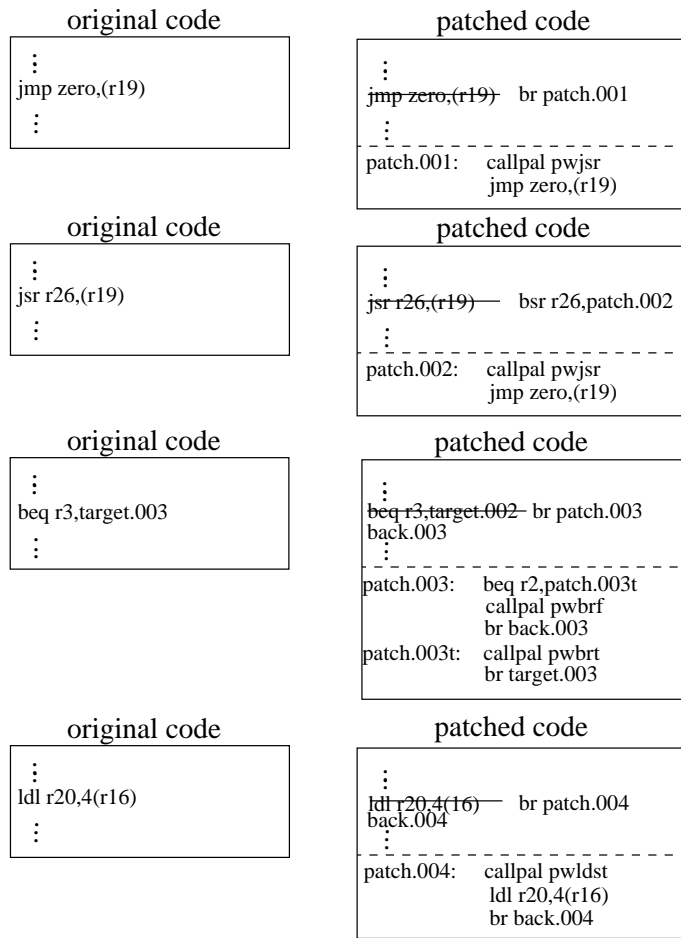 original code
jmp zero,(r19)
patched code
jmp zero,(r19) br patch.001
patch.001: callpal pwjsr
jmp zero,(r19)
original code
jsr r26,(r19)
patched code
jsr r26,(r19) bsr r26,patch.002
patch.002: callpal pwjsr
jmp zero,(r19)
original code
beq r3,target.003
patched code
beq r3,target.002 br patch.003
back.003
patch.003: beq r2,patch.003t
callpal pwbrf
br back.003
patch.003t: callpal pwbrt
br target.003
original code
ldl r20,4(r16)
patched code
ldl r20,4(16) br patch.004
back.004
patch.004: callpal pwldst
ldl r20,4(r16)
br back.004